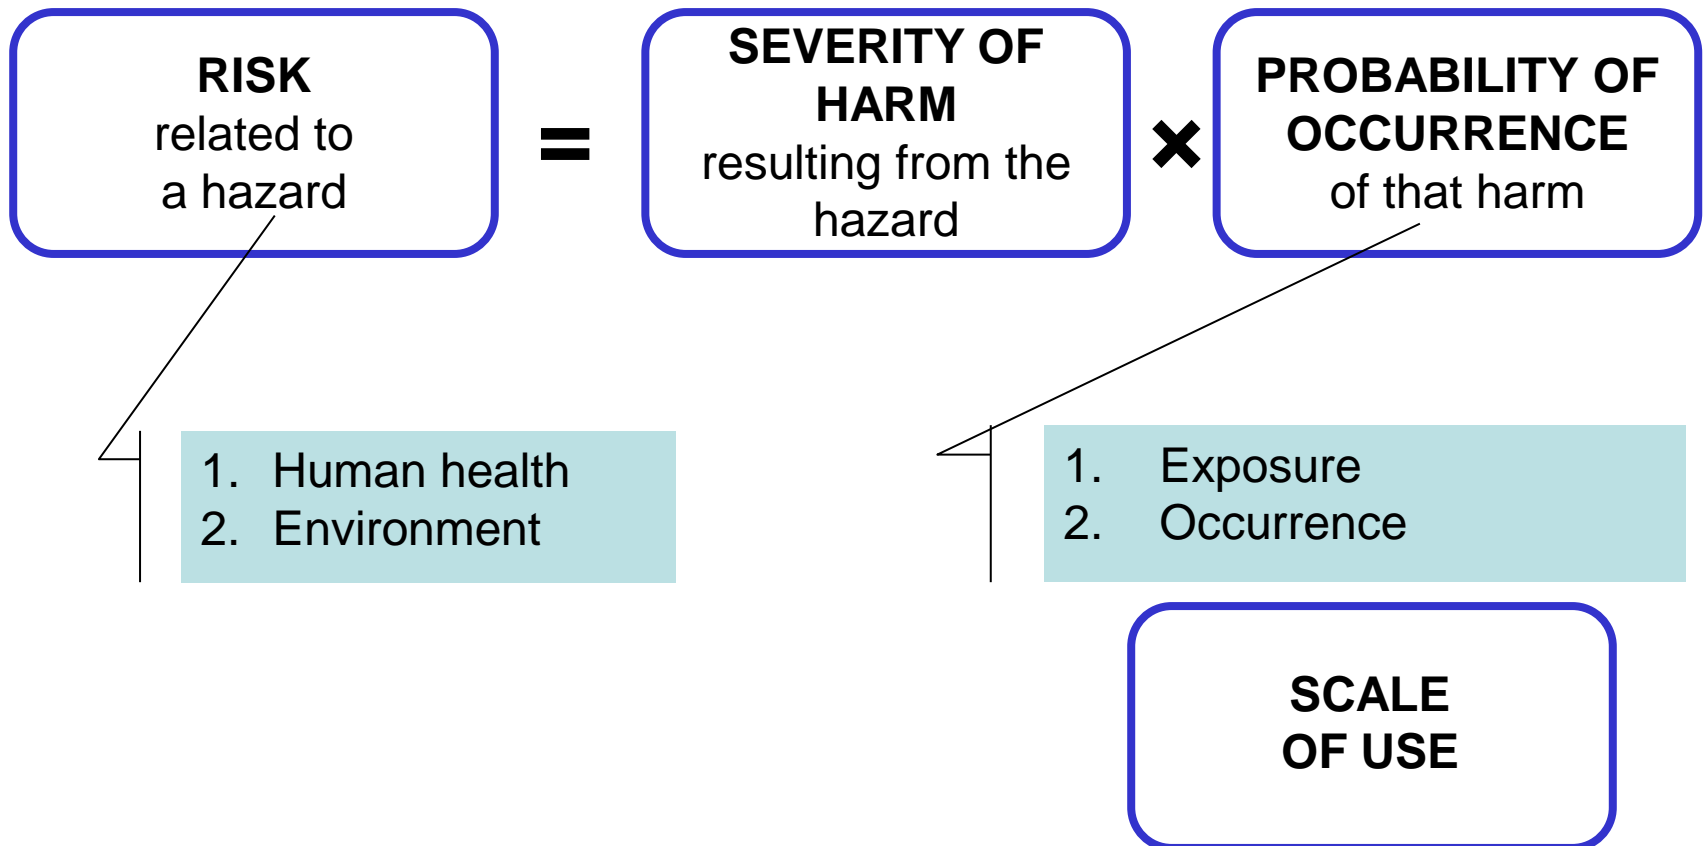 RISK
related to
a hazard
=
SEVERITY OF
HARM
resulting from the
hazard
×
PROBABILITY OF
OCCURRENCE
of that harm
1. Human health
2. Environment
1. Exposure
2. Occurrence
SCALE
OF USE